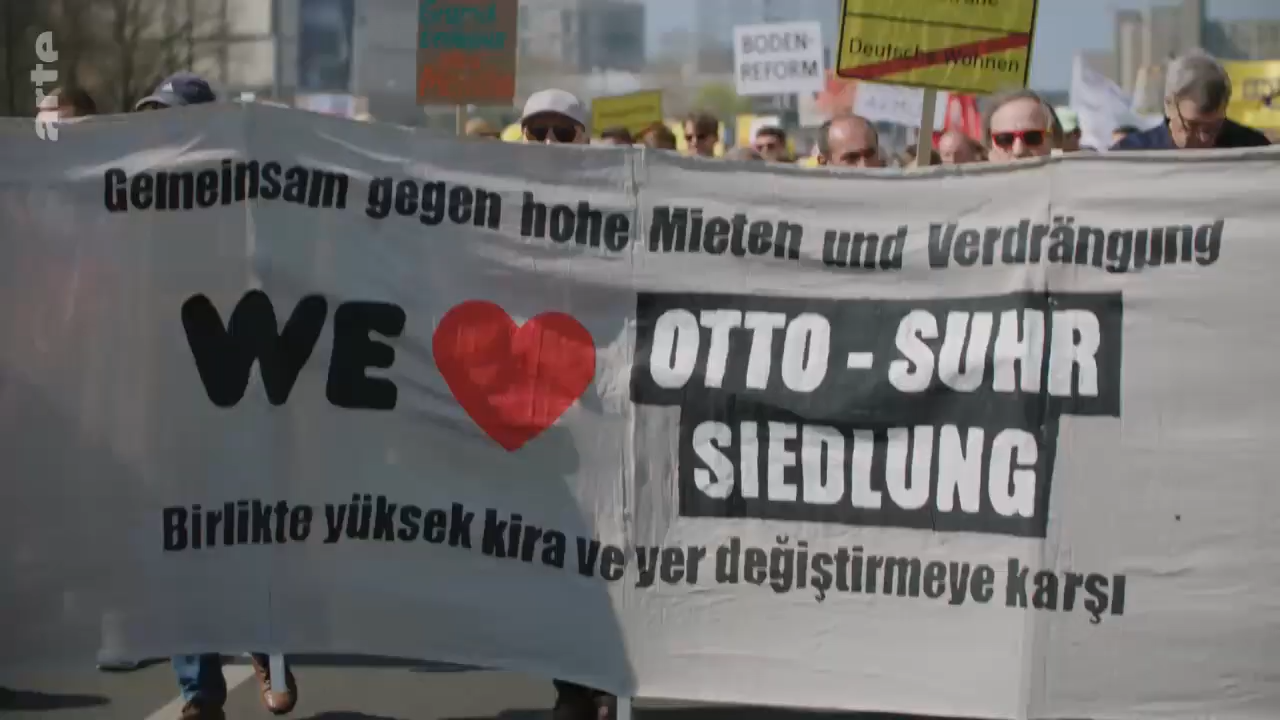 arte
BODEN-
REFORM
Deutsche Wohnen
Gemeinsam gegen hohe Mieten und Verdrängung
WE
OTTO - SUHR
SIEDLUNG
Birlikte yüksek kira ve yer değiştirmeye karşı